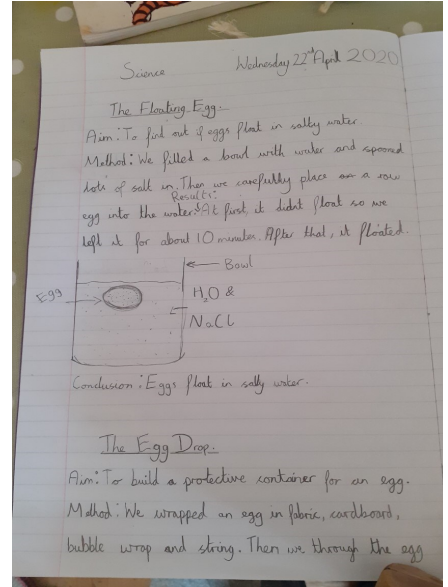 Science Wednesday 22nd April 2020
The Floating Egg.
Aim: To find out if eggs float in salty water.
Method: We filled a bowl with water and spooned
lots of salt in. Then we carefully place a raw
Results:
egg into the water. At first, it didnt float so we
left it for about 10 minutes. After that, it floated.
Bowl
Egg
H2O &
NaCl
Conclusion: Eggs float in salty water.
The Egg Drop.
Aim: To build a protective container for an egg.
Method: We wrapped an egg in fabric, cardboard,
bubble wrap and string. Then we through the egg